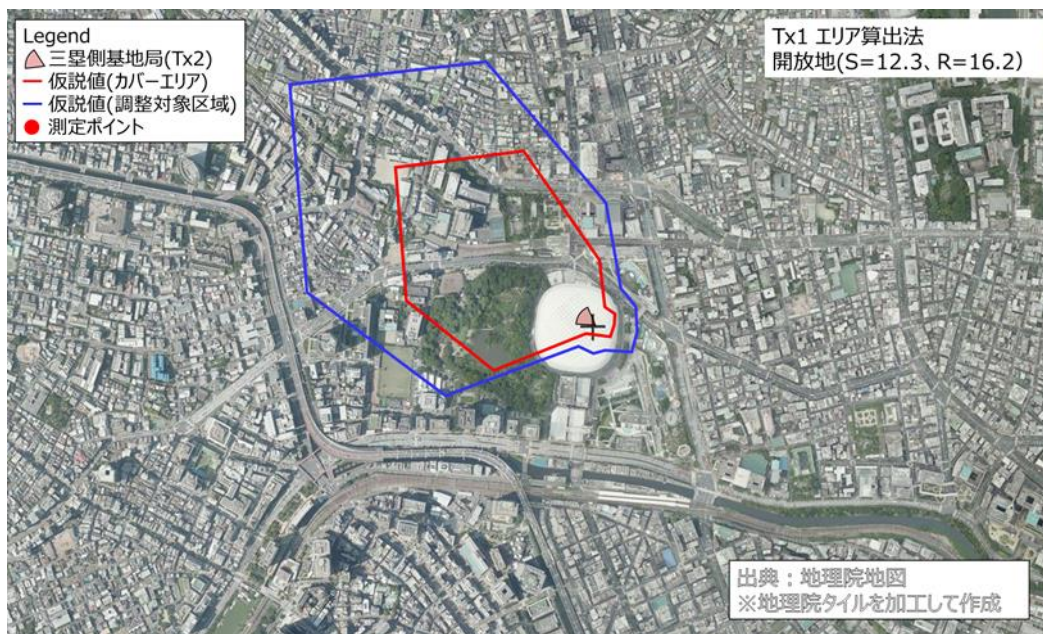 Legend
三塁側基地局(Tx2)
仮説値(カバーエリア)
仮説値(調整対象区域)
測定ポイント
Tx1 エリア算出法
開放地(S=12.3、R=16.2)
出典：地理院地図
※地理院タイルを加工して作成